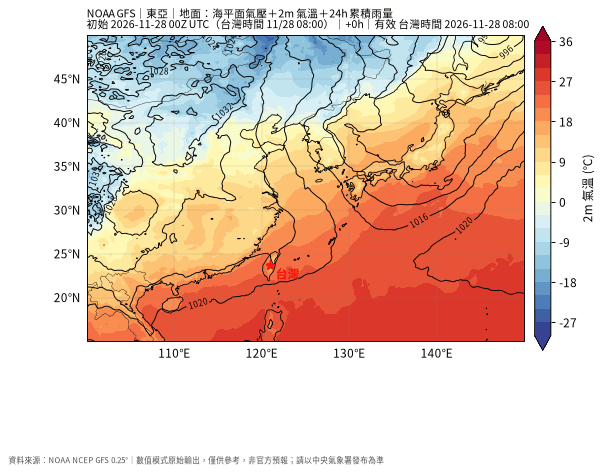 NOAA GFS｜東亞｜地面：海平面氣壓＋2m 氣溫＋24h 累積雨量
初始 2026-11-28 00Z UTC（台灣時間 11/28 08:00）｜+0h｜有效 台灣時間 2026-11-28 08:00
45°N
40°N
35°N
30°N
25°N
20°N
110°E
120°E
130°E
140°E
1028
1032
996
1016
1020
1020
台灣
36
27
18
9
0
-9
-18
-27
2m 氣溫 (℃)
資料來源：NOAA NCEP GFS 0.25°｜數值模式原始輸出，僅供參考，非官方預報；請以中央氣象署發布為準